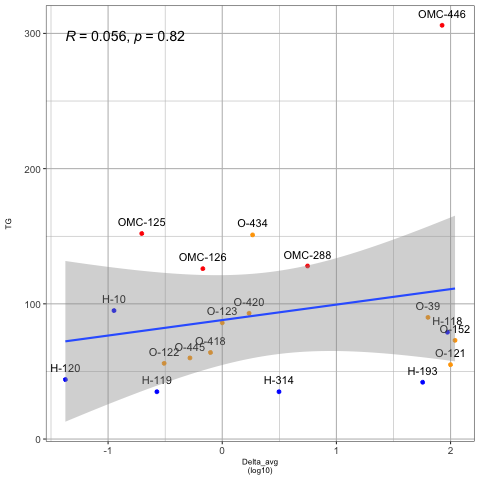 OMC-446
300
R = 0.056, p = 0.82
200
OMC-125
O-434
OMC-126
OMC-288
TG
H-10
O-420
O-39
100
O-123
H-118
O-152
O-418
O-445
O-122
O-121
H-120
H-193
H-119
H-314
0
-1
0
1
2
Delta_avg
(log10)